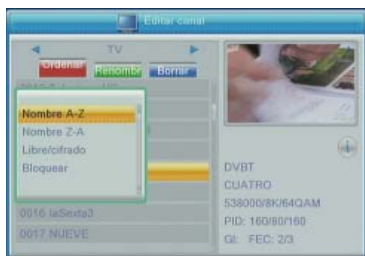 Editar canal
TV
Ordenar Renombr Borrar
Nombre A-Z
Nombre Z-A
Libre/cifrado
Bloquear
0016 laSexta3
0017 NUEVE
DVBT
CUATRO
538000/8K/64QAM
PID: 160/80/160
GI: FEC: 2/3